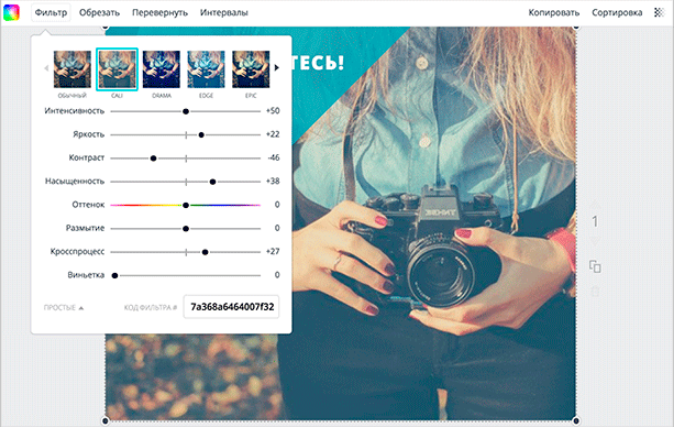 Фильтр Обрезать Перевернуть Интервалы Копировать Сортировка
ТЕСЬ!
ОБЫЧНЫЙ CALI DRAMA EDGE EPIC
Интенсивность +50
Яркость +22
Контраст -46
Насыщенность +38
Оттенок 0
Размытие 0
Кросспроцесс +27
Виньетка 0
ПРОСТЫЕ КОД ФИЛЬТРА # 7a368a6464007f32
ЗЕНИТ
1